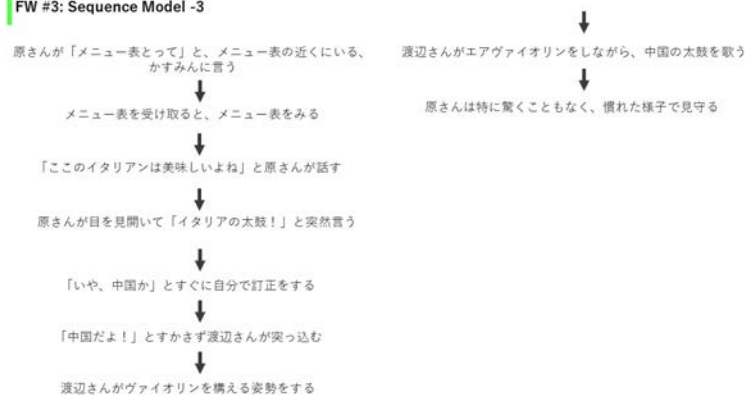 FW #3: Sequence Model -3
原さんが「メニュー表とって」と、メニュー表の近くにいる、
かすみんに言う
メニュー表を受け取ると、メニュー表をみる
「ここのイタリアンは美味しいよね」と原さんが話す
原さんが目を見開いて「イタリアの太鼓!」と突然言う
「いや、中国か」とすぐに自分で訂正をする
「中国だよ!」とすかさず渡辺さんが突っ込む
渡辺さんがヴァイオリンを構える姿勢をする
渡辺さんがエアヴァイオリンをしながら、中国の太鼓を歌う
原さんは特に驚くこともなく、慣れた様子で見守る